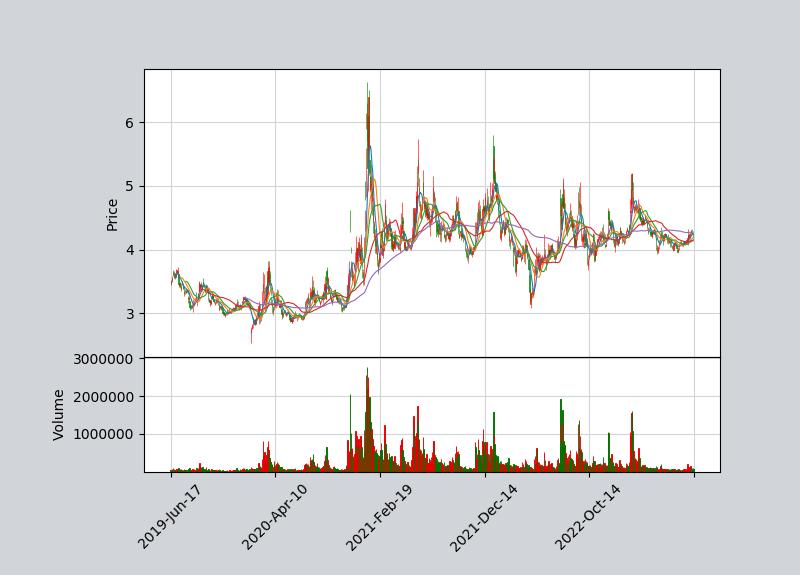 Price
6
5
4
3
Volume
3000000
2000000
1000000
2019-Jun-17
2020-Apr-10
2021-Feb-19
2021-Dec-14
2022-Oct-14